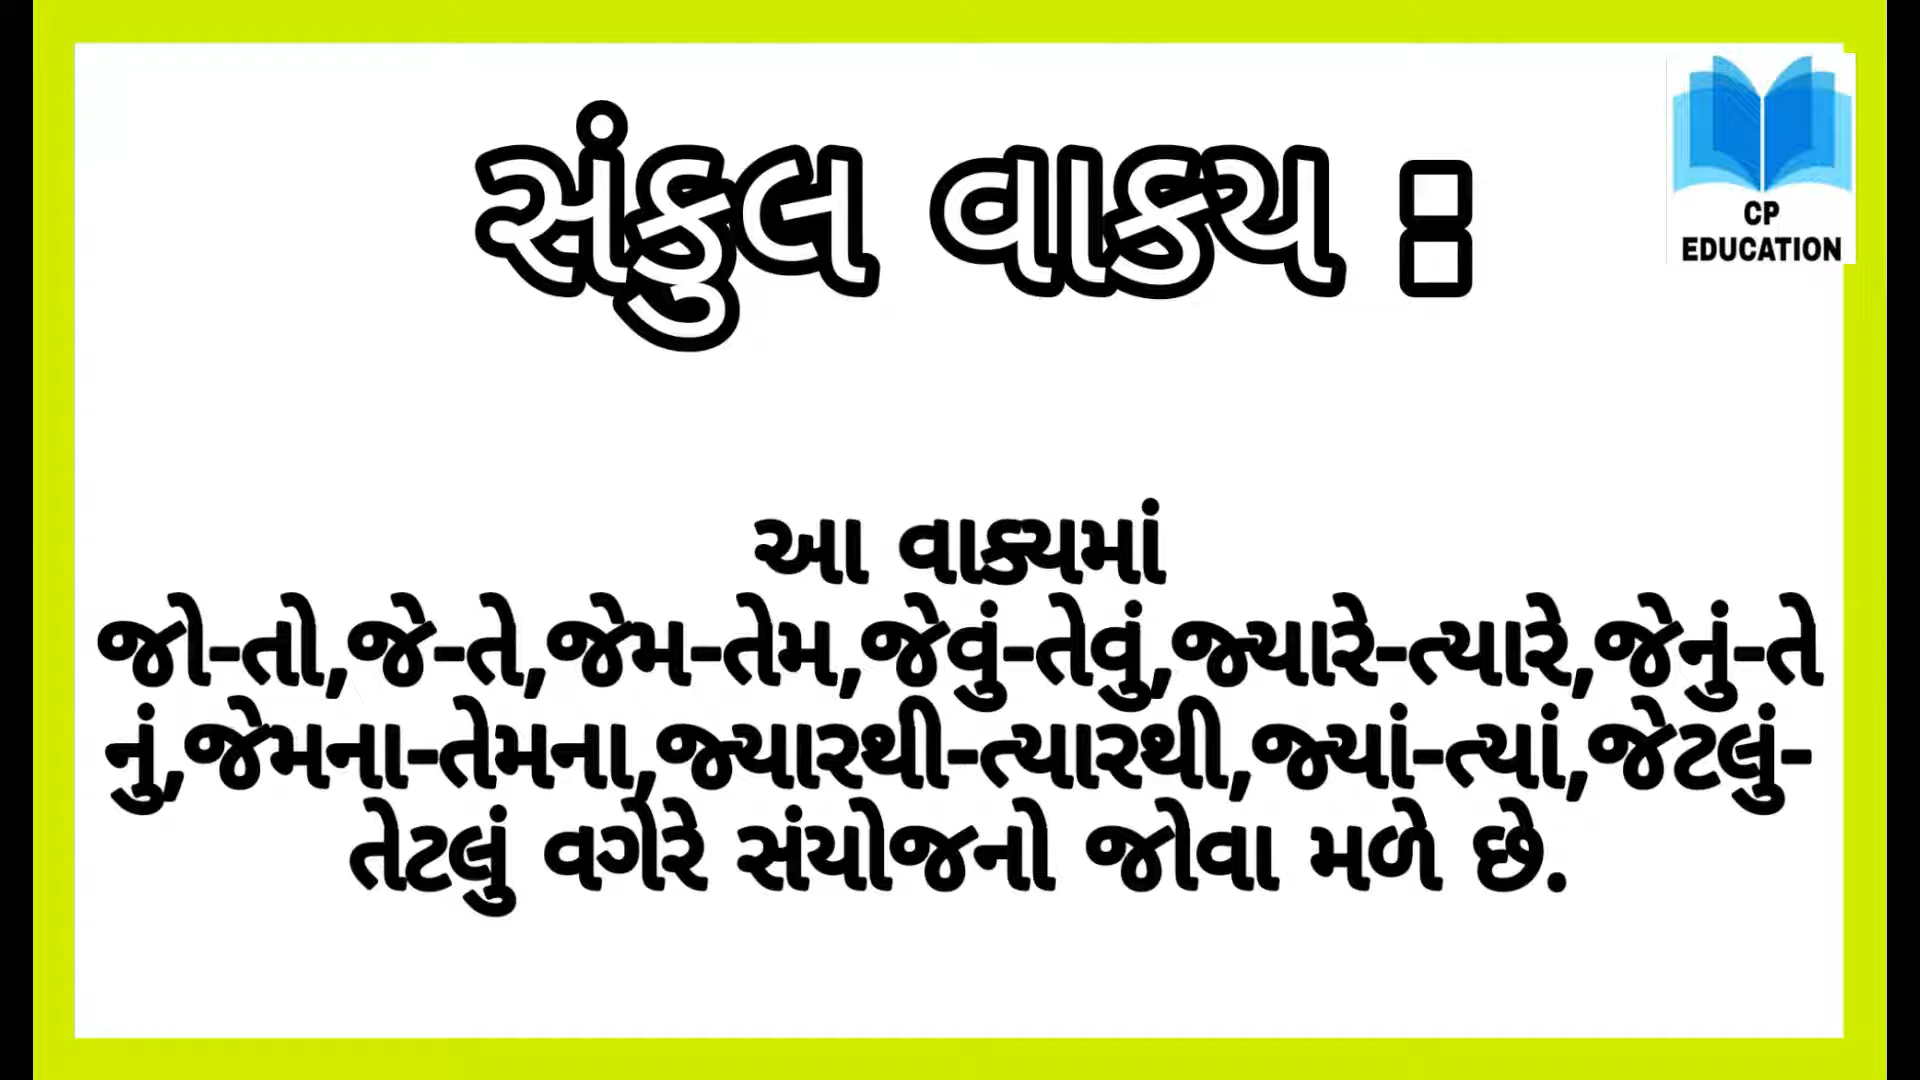 સંકુલ વાક્ય :
CP
EDUCATION
આ વાક્યમાં
જો-તો,જે-તે,જેમ-તેમ,જેવું-તેવું,જ્યારે-ત્યારે,જેનું-તે
નું,જેમના-તેમના,જ્યારથી-ત્યારથી,જ્યાં-ત્યાં,જેટલું-
તેટલું વગેરે સંયોજનો જોવા મળે છે.